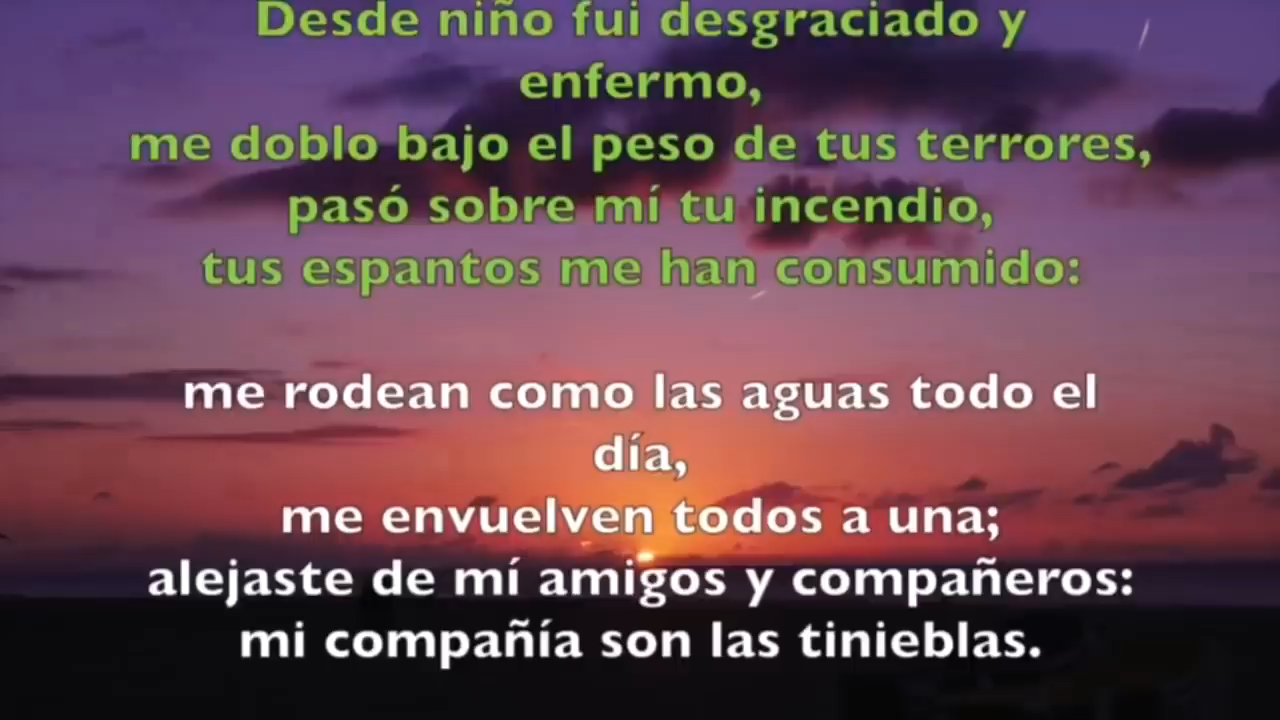 Desde niño fui desgraciado y
enfermo,
me doblo bajo el peso de tus terrores,
pasó sobre mí tu incendio,
tus espantos me han consumido:
me rodean como las aguas todo el
día,
me envuelven todos a una;
alejaste de mí amigos y compañeros:
mi compañía son las tinieblas.